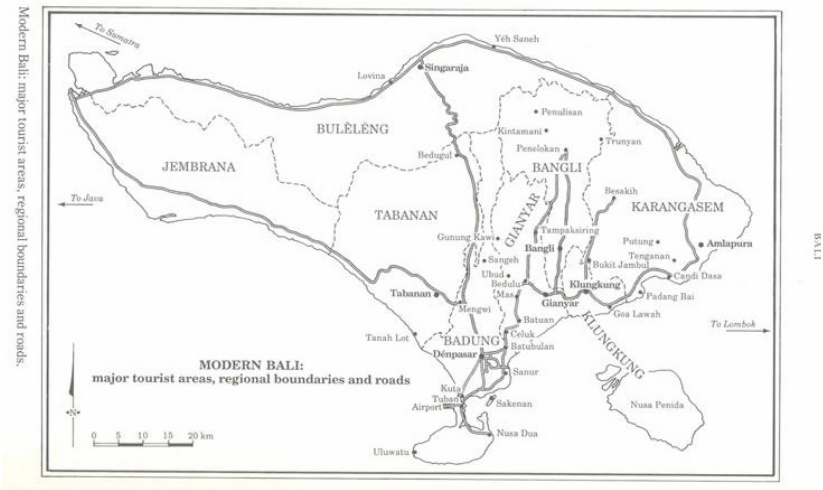 Modern Bali: major tourist areas, regional boundaries and roads.
To Sumatra
Yéh Saneh
Singaraja
Lovina
Penulisan
BULÈLÈNG
Kintamani
Trunyan
Penelokan
Bedugul
JEMBRANA
BANGLI
Besakih
To Java
TABANAN
GIANYAR
KARANGASEM
Tampaksiring
Gunung Kawi
Putung
Amlapura
Bangli
Sangeh
Tenganan
Bukit Jambul
Ubud
Candi Dasa
Bedulu
Klungkung
Tabanan
Mas
Gianyar
Padang Bai
Mengwi
Goa Lawah
Batuan
To Lombok
Tanah Lot
Celuk
BADUNG
Batubulan
KLUNGKUNG
Dénpasar
MODERN BALI:
major tourist areas, regional boundaries and roads
Sanur
Kuta
Tuban
Airport
Sakenan
Nusa Penida
N
0 5 10 15 20 km
Nusa Dua
Uluwatu
BALI